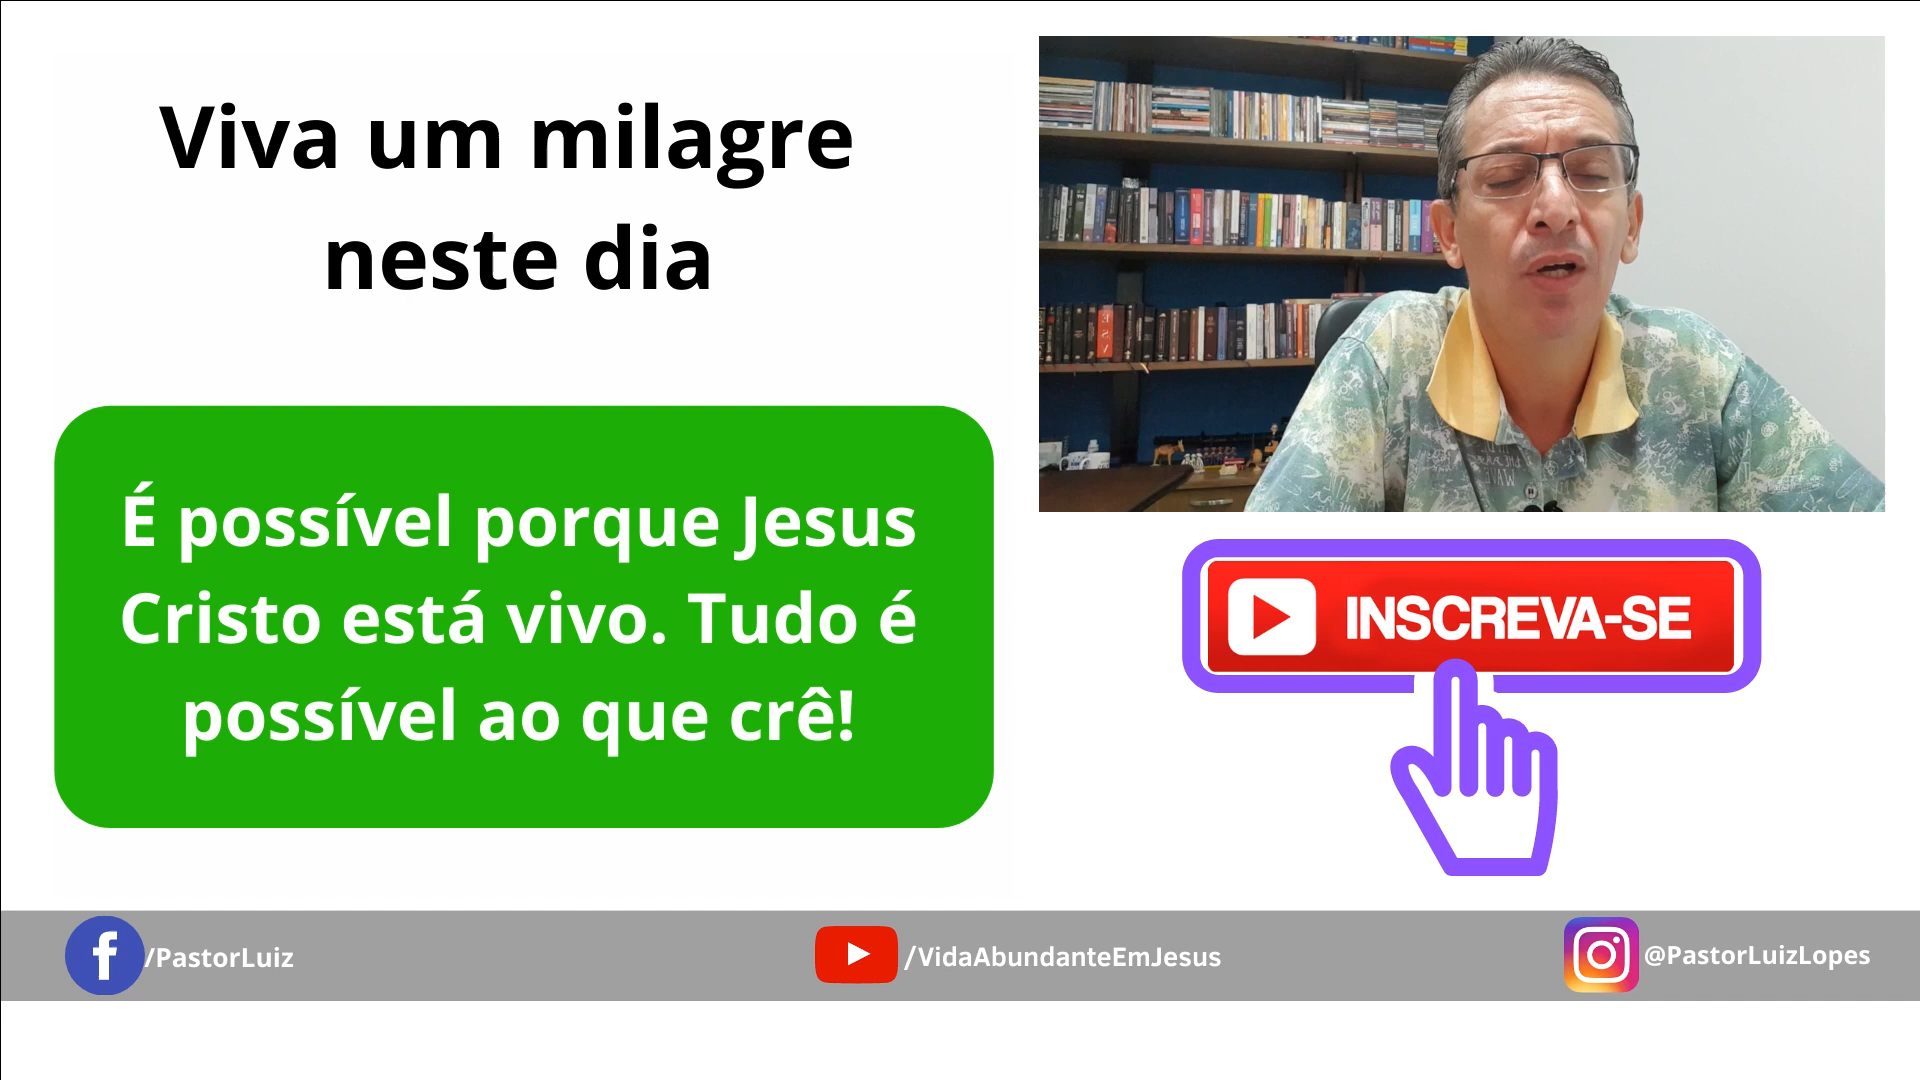 Viva um milagre
neste dia
É possível porque Jesus
Cristo está vivo. Tudo é
possível ao que crê!
INSCREVA-SE
/PastorLuiz
/VidaAbundanteEmJesus
@PastorLuizLopes